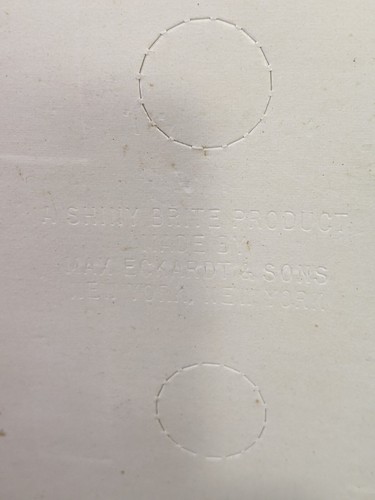 A SHINY BRITE PRODUCT
MADE BY
MAX ECKARDT & SONS
NEW YORK, NEW YORK